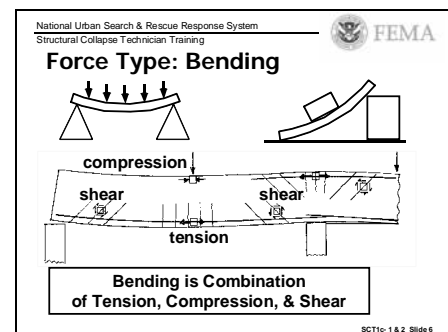 National Urban Search & Rescue Response System
Structural Collapse Technician Training
FEMA
Force Type: Bending
compression
shear
shear
tension
Bending is Combination
of Tension, Compression, & Shear
SCT1c- 1 & 2 Slide 6